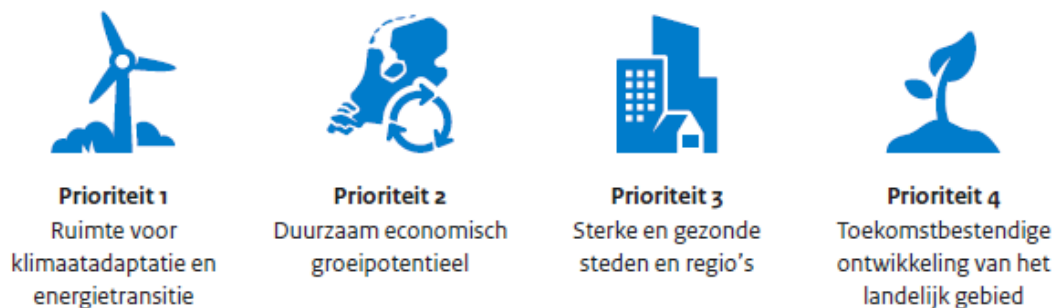 Prioriteit 1
Ruimte voor
klimaatadaptatie en
energietransitie
Prioriteit 2
Duurzaam economisch
groeipotentieel
Prioriteit 3
Sterke en gezonde
steden en regio's
Prioriteit 4
Toekomstbestendige
ontwikkeling van het
landelijk gebied